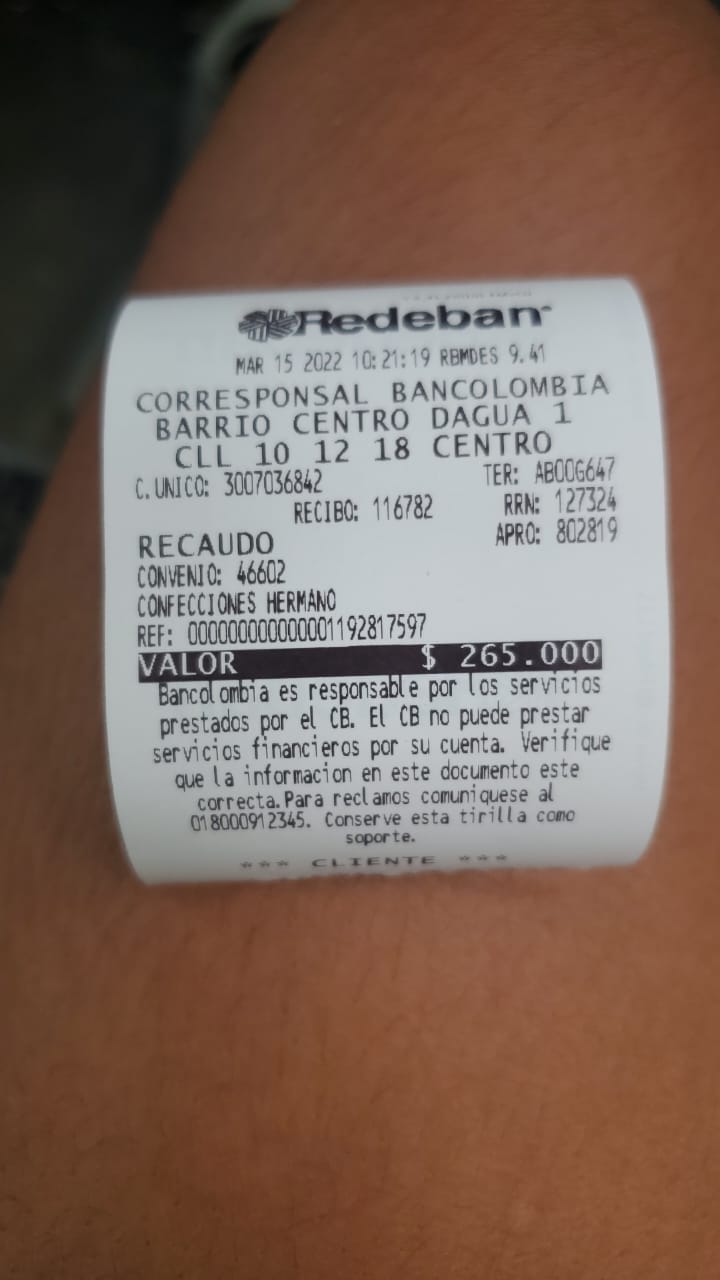 Redeban
MAR 15 2022 10:21:19 RBMDES 9.41
CORRESPONSAL BANCOLOMBIA
BARRIO CENTRO DAGUA 1
CLL 10 12 18 CENTRO
C. UNICO: 3007036842 TER: AB00G647
RECIBO: 116782 RRN: 127324
RECAUDO APRO: 802819
CONVENIO: 46602
CONFECCIONES HERMANO
REF: 000000000000001192817597
VALOR $ 265.000
Bancolombia es responsable por los servicios
prestados por el CB. El CB no puede prestar
servicios financieros por su cuenta. Verifique
que la informacion en este documento este
correcta.Para reclamos comuniquese al
018000912345. Conserve esta tirilla como
soporte.
*** CLIENTE ***